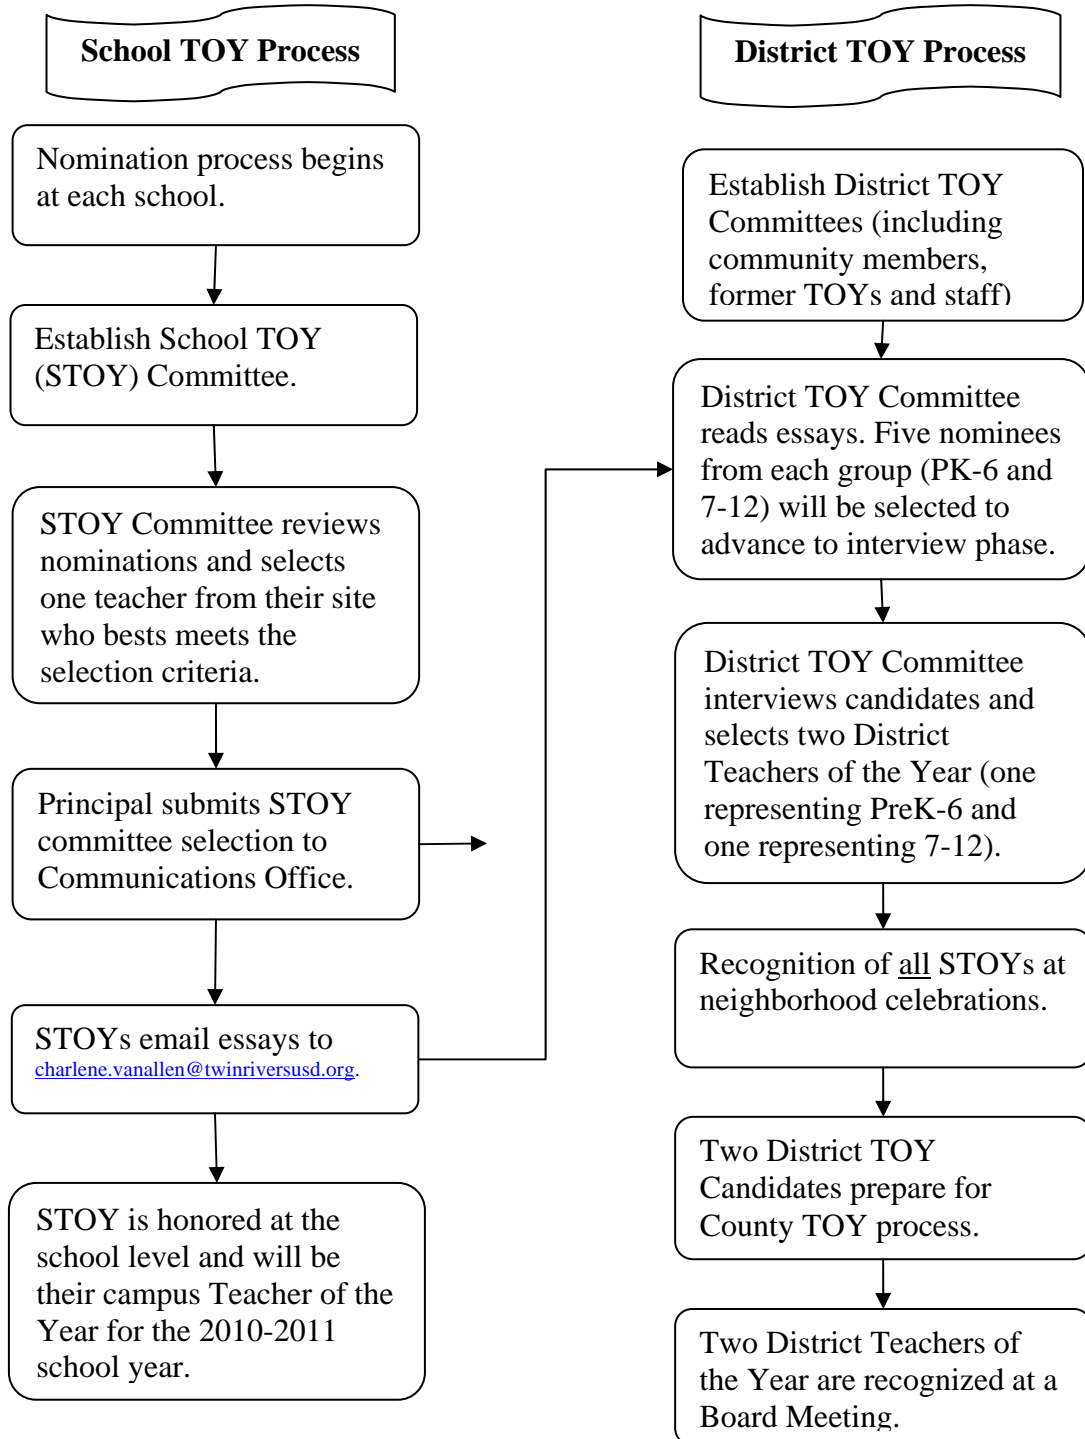 School TOY Process
Nomination process begins
at each school.
Establish School TOY
(STOY) Committee.
STOY Committee reviews
nominations and selects
one teacher from their site
who bests meets the
selection criteria.
Principal submits STOY
committee selection to
Communications Office.
STOYs email essays to
charlene.vanallen@twinriversusd.org.
STOY is honored at the
school level and will be
their campus Teacher of the
Year for the 2010-2011
school year.
District TOY Process
Establish District TOY
Committees (including
community members,
former TOYs and staff)
District TOY Committee
reads essays. Five nominees
from each group (PK-6 and
7-12) will be selected to
advance to interview phase.
District TOY Committee
interviews candidates and
selects two District
Teachers of the Year (one
representing PreK-6 and
one representing 7-12).
Recognition of all STOYs at
neighborhood celebrations.
Two District TOY
Candidates prepare for
County TOY process.
Two District Teachers of
the Year are recognized at a
Board Meeting.